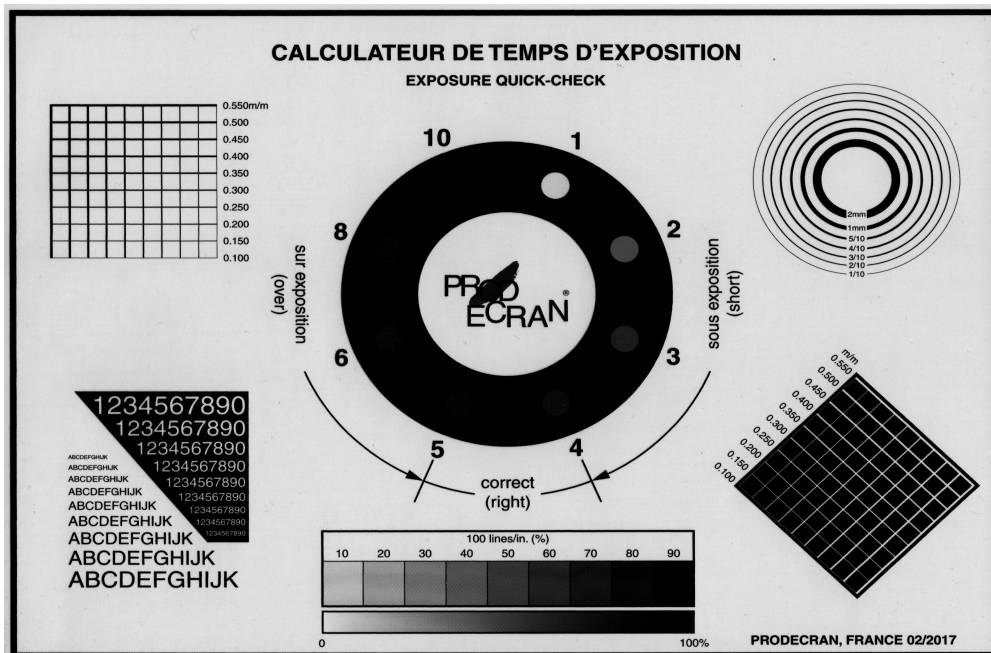 CALCULATEUR DE TEMPS D'EXPOSITION
EXPOSURE QUICK-CHECK
0.550m/m
0.500
0.450
0.400
0.350
0.300
0.250
0.200
0.150
0.100
10
1
8
2
6
3
5
4
sur exposition
(over)
sous exposition
(short)
correct
(right)
PRODECRAN®
2mm
1mm
5/10
4/10
3/10
2/10
1/10
1234567890
1234567890
1234567890
1234567890
1234567890
1234567890
1234567890
1234567890
1234567890
ABCDEFGHIJK
ABCDEFGHIJK
ABCDEFGHIJK
ABCDEFGHIJK
ABCDEFGHIJK
ABCDEFGHIJK
ABCDEFGHIJK
ABCDEFGHIJK
ABCDEFGHIJK
m/m
0.550
0.500
0.450
0.400
0.350
0.300
0.250
0.200
0.150
0.100
100 lines/in. (%)
10 20 30 40 50 60 70 80 90
0 100%
PRODECRAN, FRANCE 02/2017